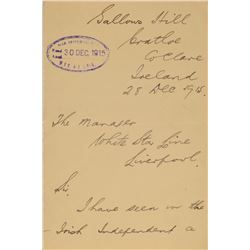 Gallows Hill
Cratloe
Co Clare
Ireland
28 Dec 1915.
30 DEC. 1915
The Manager
White Star Line
Liverpool.
Sir.
I have seen in the
Irish Independent a